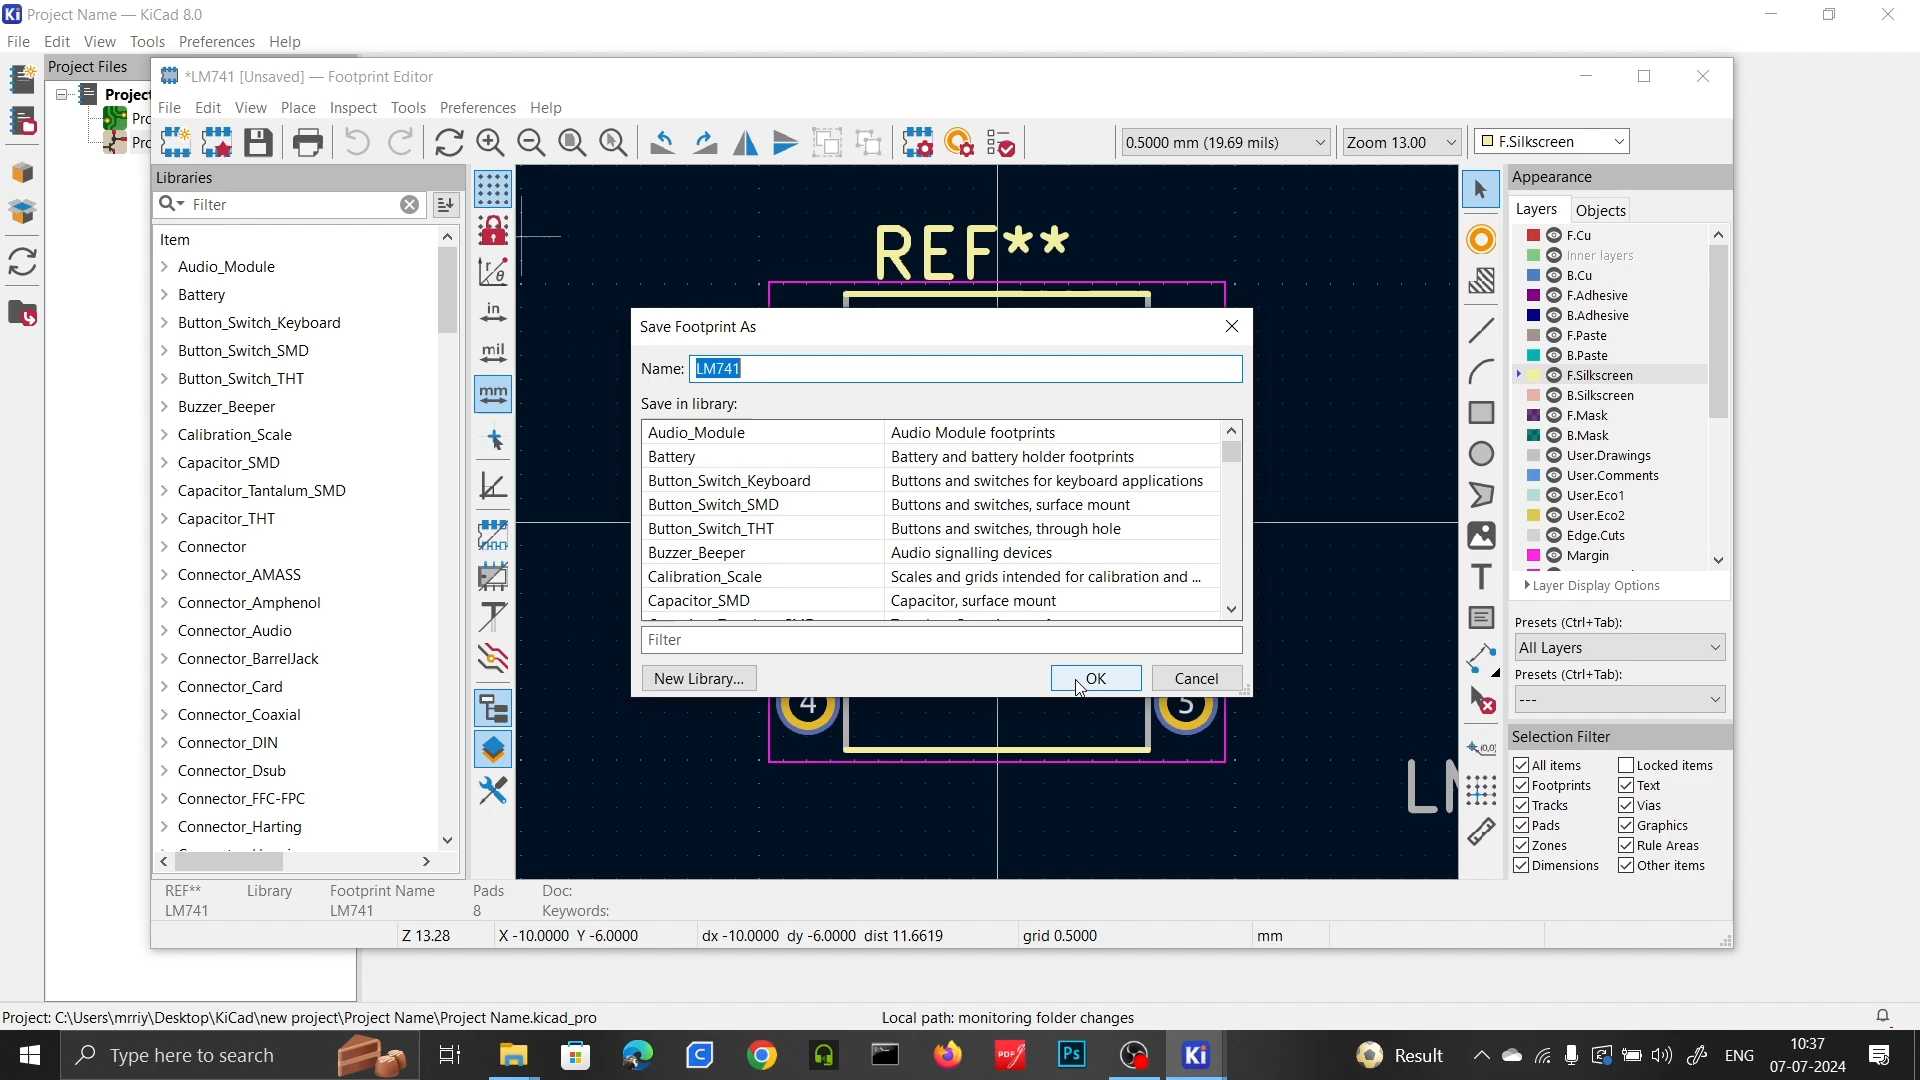 Project Name — KiCad 8.0
File Edit View Tools Preferences Help
Project Files
*LM741 [Unsaved] — Footprint Editor
File Edit View Place Inspect Tools Preferences Help
0.5000 mm (19.69 mils)
Zoom 13.00
F.Silkscreen
Libraries
Filter
Item
Audio_Module
Battery
Button_Switch_Keyboard
Button_Switch_SMD
Button_Switch_THT
Buzzer_Beeper
Calibration_Scale
Capacitor_SMD
Capacitor_Tantalum_SMD
Capacitor_THT
Connector
Connector_AMASS
Connector_Amphenol
Connector_Audio
Connector_BarrelJack
Connector_Card
Connector_Coaxial
Connector_DIN
Connector_Dsub
Connector_FFC-FPC
Connector_Harting
in
mil
mm
REF**
Save Footprint As
Name: LM741
Save in library:
Audio_Module Audio Module footprints
Battery Battery and battery holder footprints
Button_Switch_Keyboard Buttons and switches for keyboard applications
Button_Switch_SMD Buttons and switches, surface mount
Button_Switch_THT Buttons and switches, through hole
Buzzer_Beeper Audio signalling devices
Calibration_Scale Scales and grids intended for calibration and ...
Capacitor_SMD Capacitor, surface mount
Filter
New Library... OK Cancel
4 5
Appearance
Layers Objects
F.Cu
Inner layers
B.Cu
F.Adhesive
B.Adhesive
F.Paste
B.Paste
F.Silkscreen
B.Silkscreen
F.Mask
B.Mask
User.Drawings
User.Comments
User.Eco1
User.Eco2
Edge.Cuts
Margin
Layer Display Options
Presets (Ctrl+Tab):
All Layers
Presets (Ctrl+Tab):
---
Selection Filter
All items Locked items
Footprints Text
Tracks Vias
Pads Graphics
Zones Rule Areas
Dimensions Other items
REF** Library Footprint Name Pads Doc:
LM741 LM741 8 Keywords:
Z 13.28 X -10.0000 Y -6.0000 dx -10.0000 dy -6.0000 dist 11.6619 grid 0.5000 mm
Project: C:\Users\mrriy\Desktop\KiCad\new project\Project Name\Project Name.kicad_pro Local path: monitoring folder changes
Type here to search
Result
ENG
10:37
07-07-2024